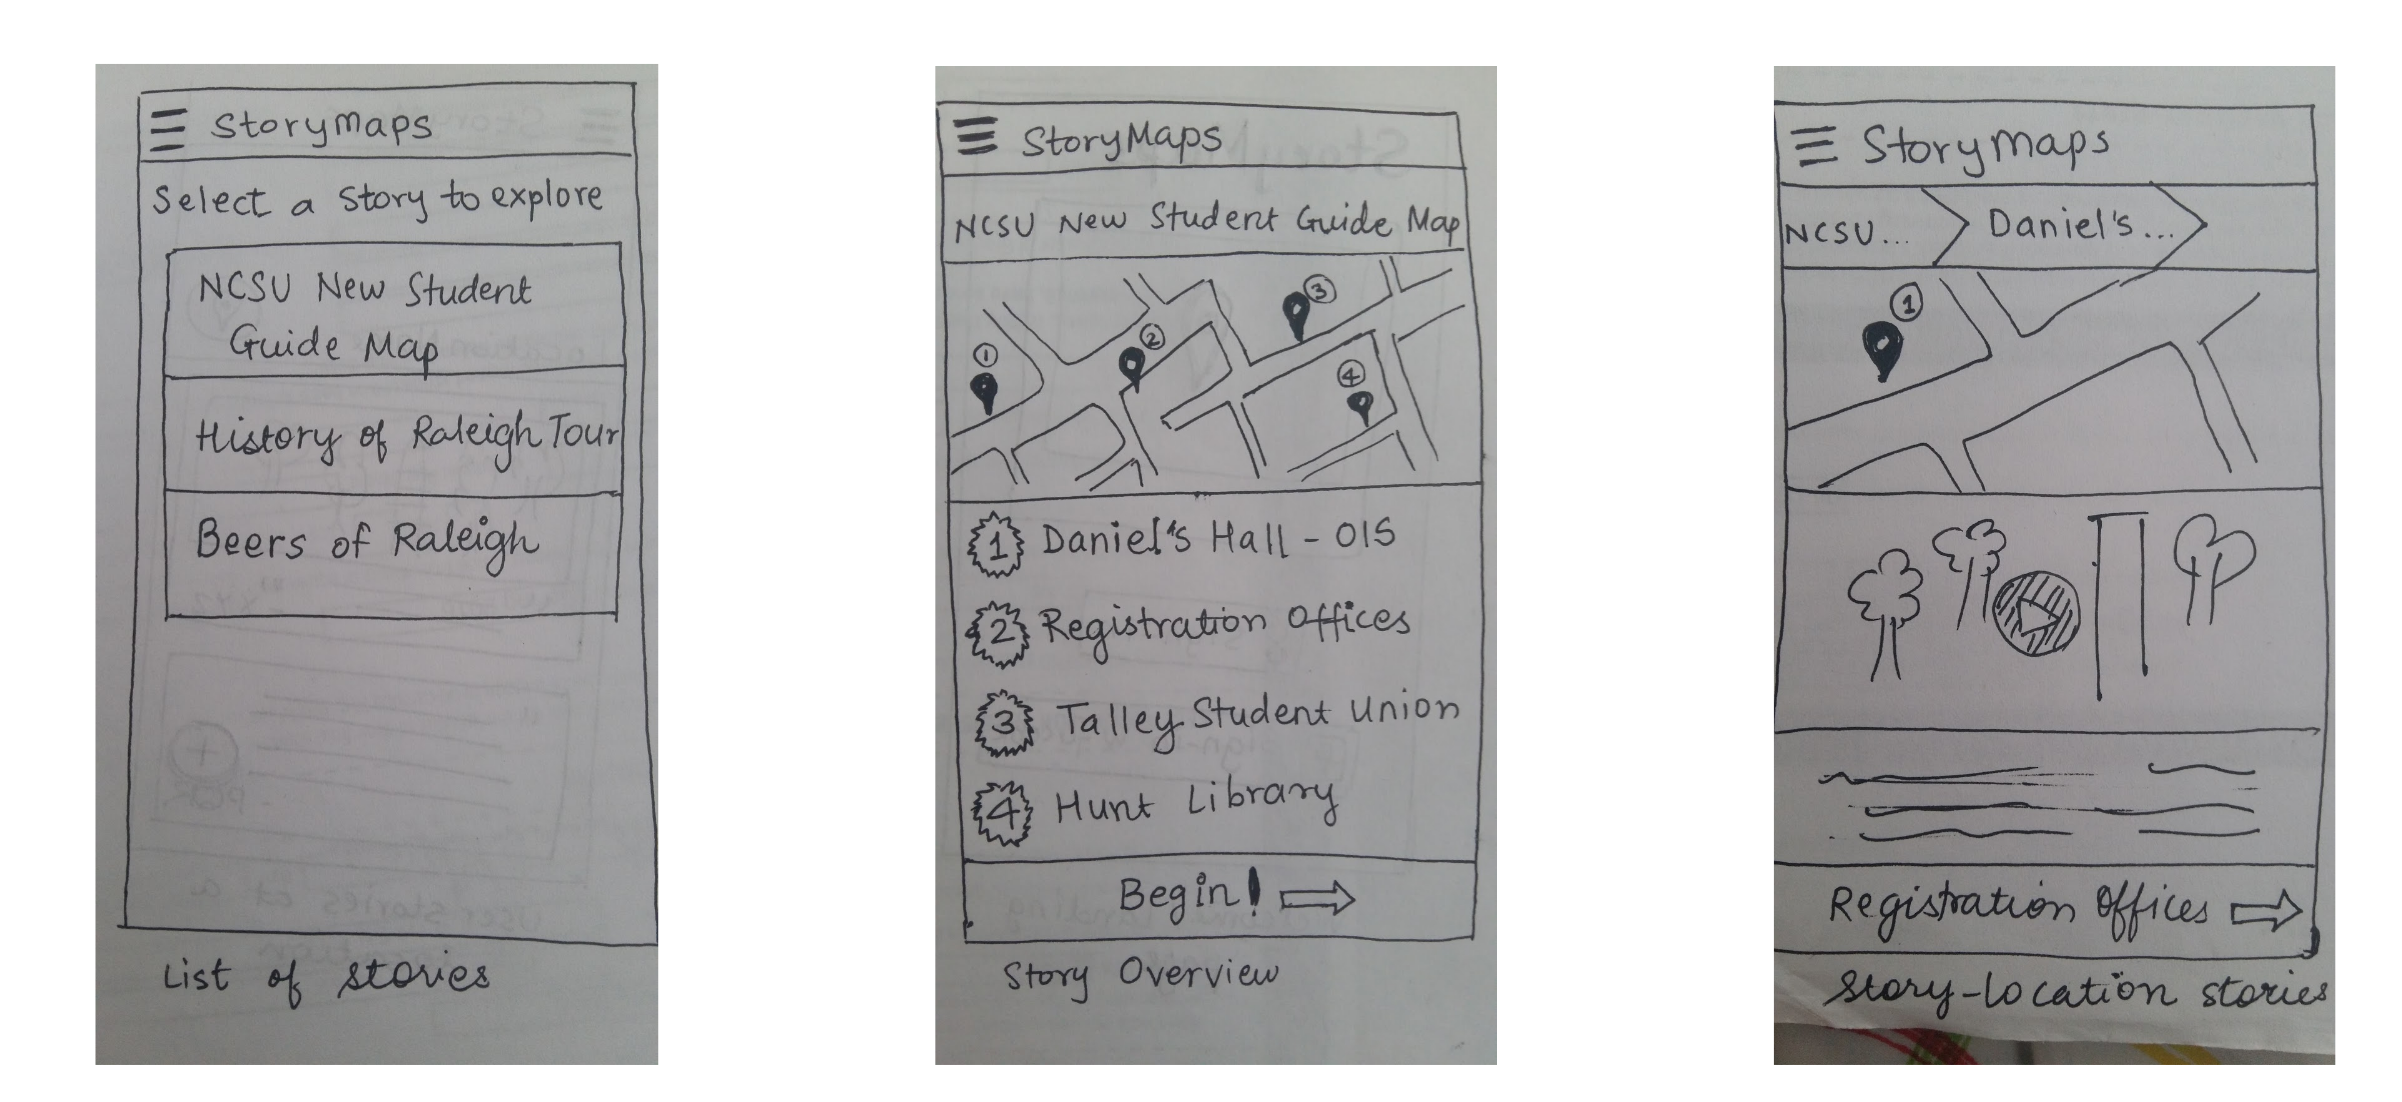 StoryMaps
Select a Story to explore
NCSU New Student
Guide Map
History of Raleigh Tour
Beers of Raleigh
List of stories
StoryMaps
NCSU New Student Guide Map
1
2
3
4
1 Daniel's Hall - OIS
2 Registration Offices
3 Talley Student Union
4 Hunt Library
Begin!
Story Overview
StoryMaps
NCSU... Daniel's...
1
Registration Offices
Story-Location stories